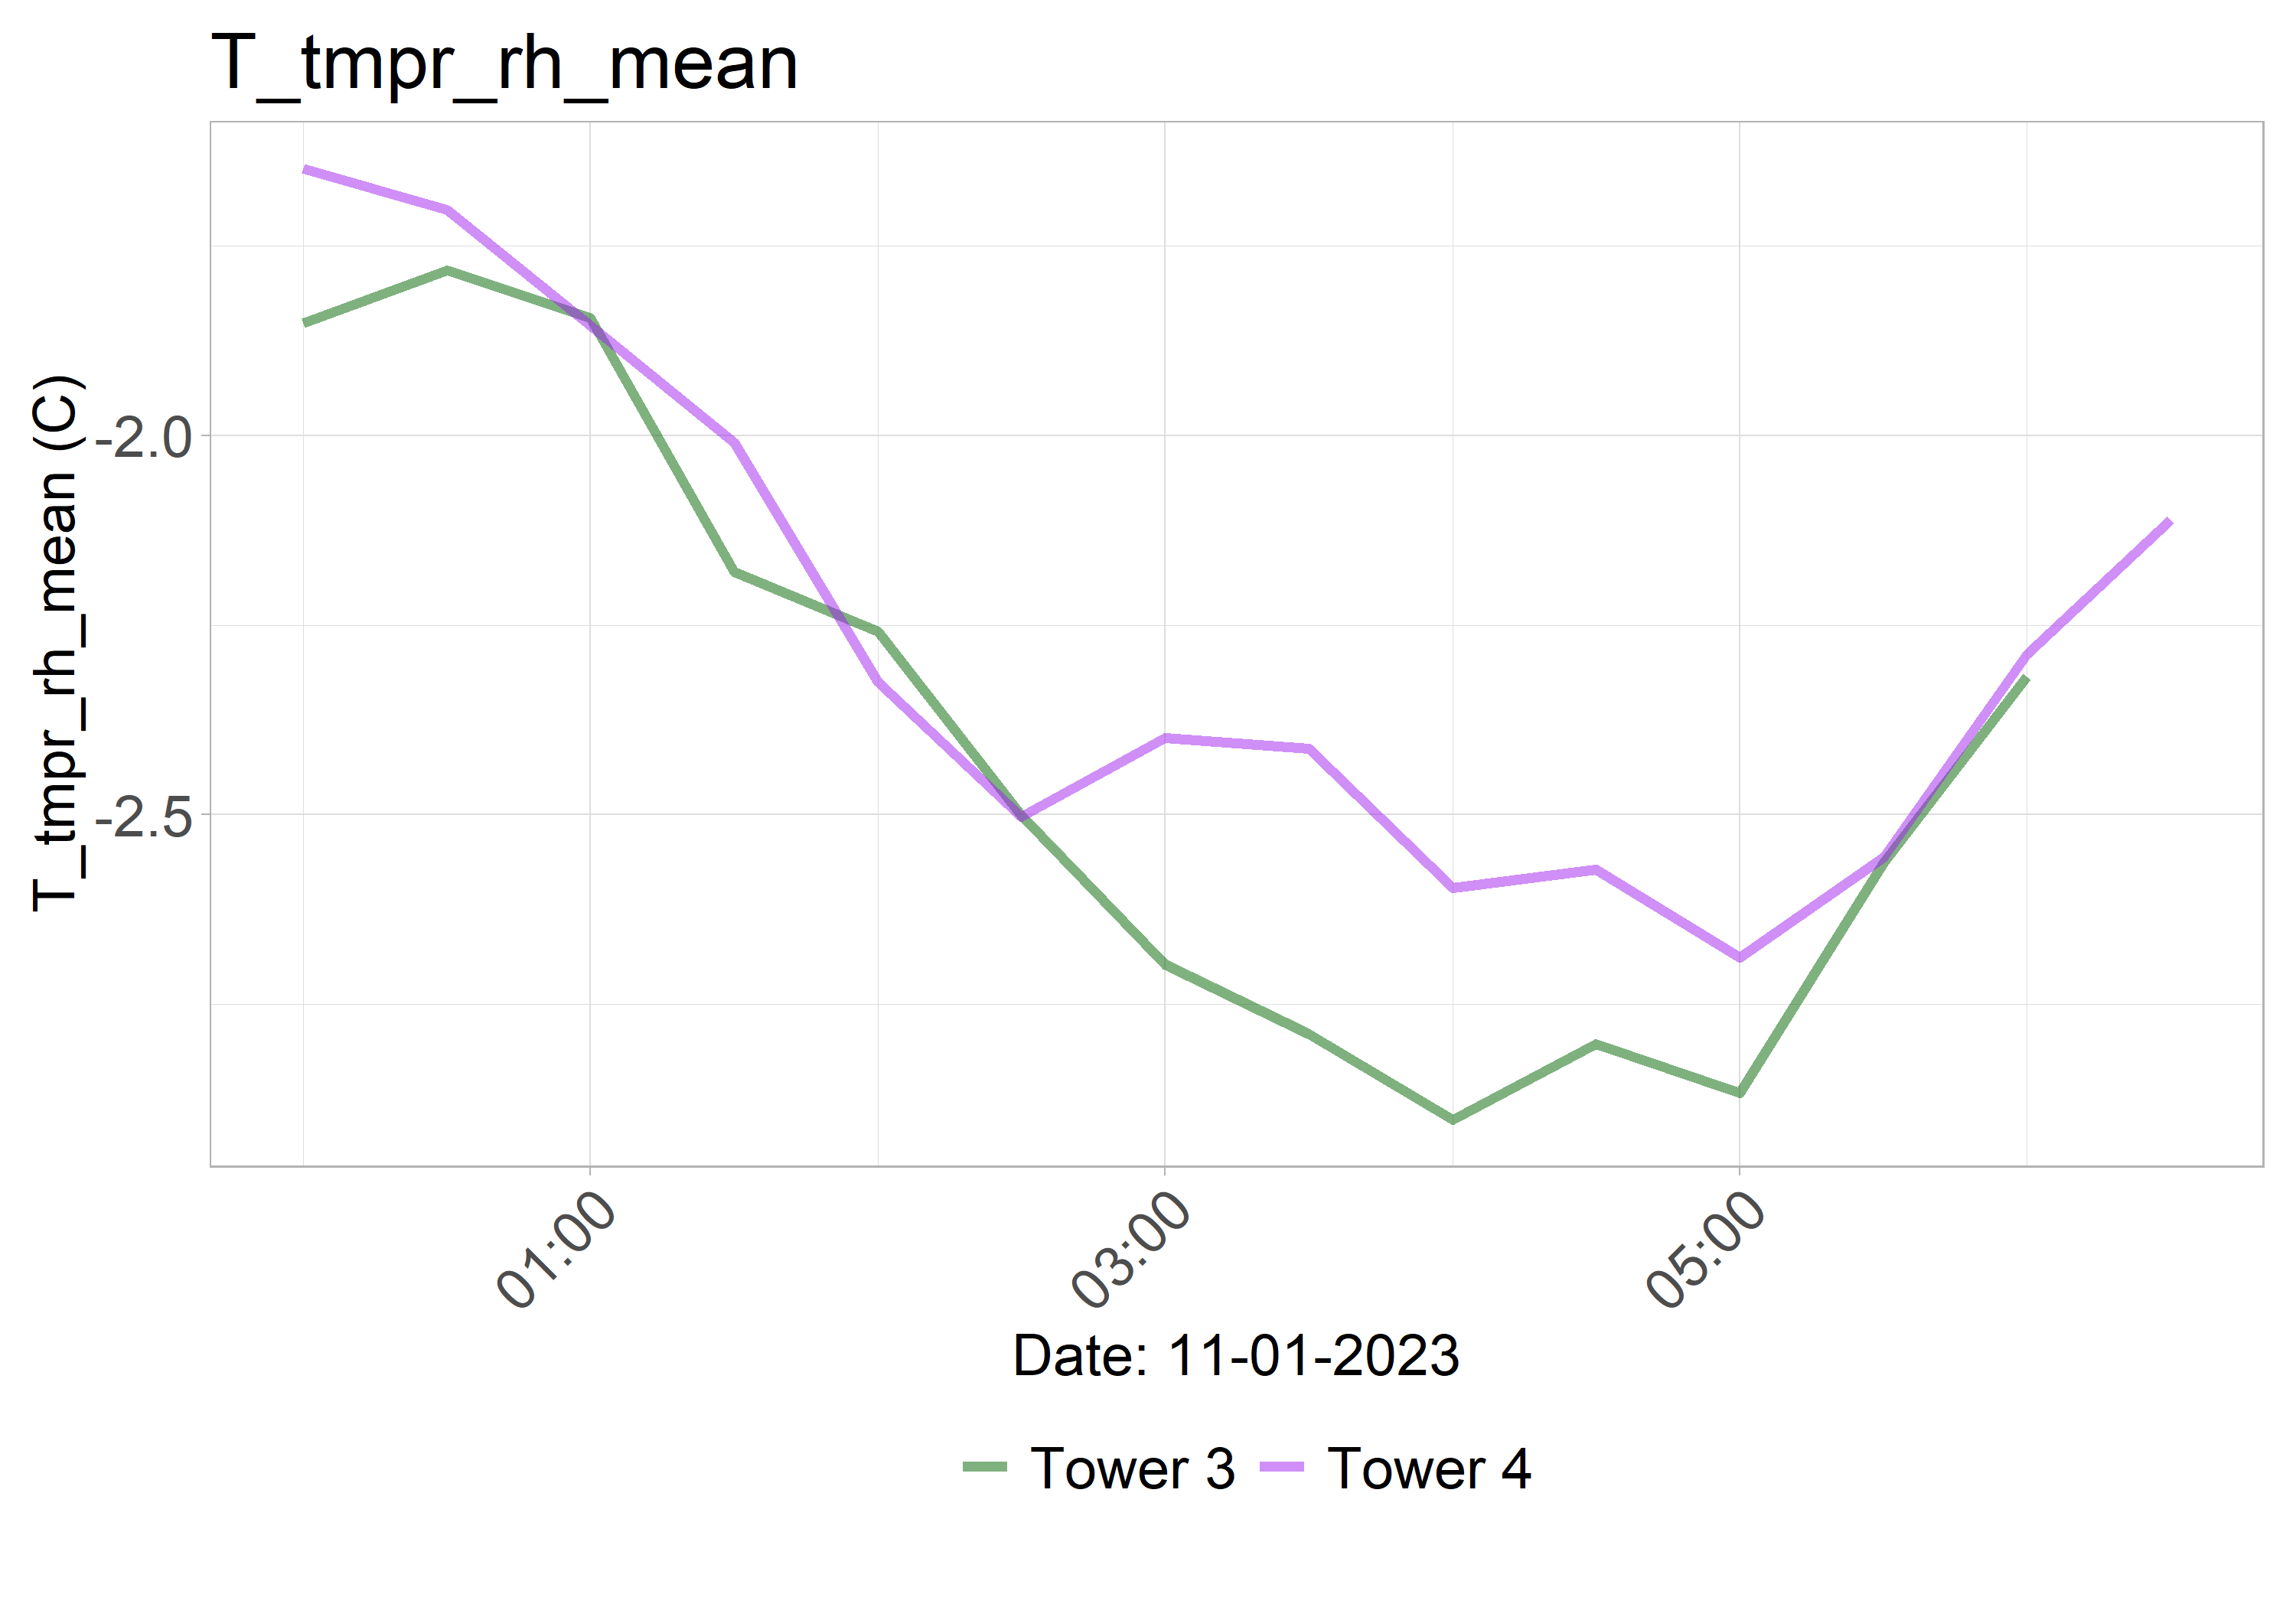 T_tmpr_rh_mean
T_tmpr_rh_mean (C)
-2.0
-2.5
01:00
03:00
05:00
Date: 11-01-2023
Tower 3
Tower 4